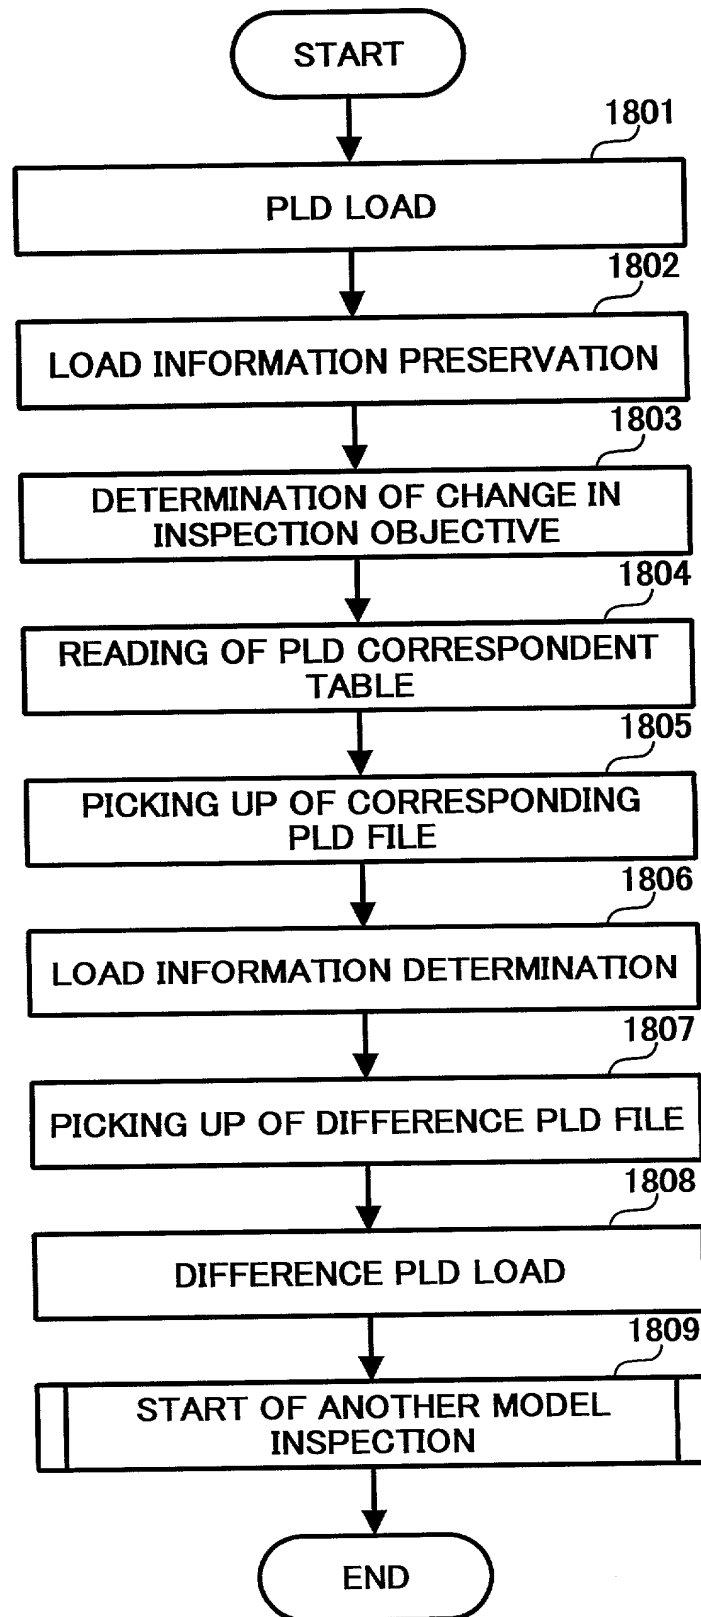 START
1801
PLD LOAD
1802
LOAD INFORMATION PRESERVATION
1803
DETERMINATION OF CHANGE IN
INSPECTION OBJECTIVE
1804
READING OF PLD CORRESPONDENT
TABLE
1805
PICKING UP OF CORRESPONDING
PLD FILE
1806
LOAD INFORMATION DETERMINATION
1807
PICKING UP OF DIFFERENCE PLD FILE
1808
DIFFERENCE PLD LOAD
1809
START OF ANOTHER MODEL
INSPECTION
END